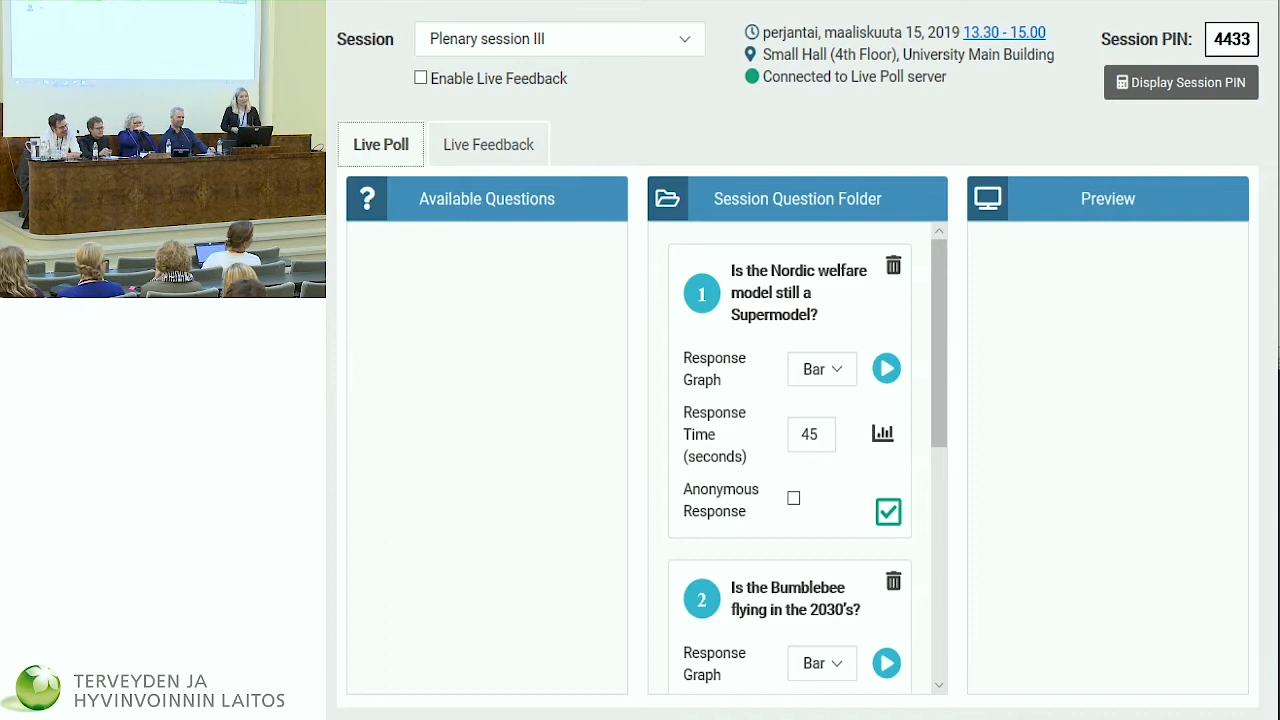 Session
Plenary session III
Enable Live Feedback
perjantai, maaliskuuta 15, 2019 13.30 - 15.00
Small Hall (4th Floor), University Main Building
Connected to Live Poll server
Session PIN:
4433
Display Session PIN
Live Poll
Live Feedback
? Available Questions
Session Question Folder
1
Is the Nordic welfare
model still a
Supermodel?
Response
Graph
Bar
Response
Time
(seconds)
45
Anonymous
Response
2
Is the Bumblebee
flying in the 2030's?
Response
Graph
Bar
Preview
TERVEYDEN JA
HYVINVOINNIN LAITOS